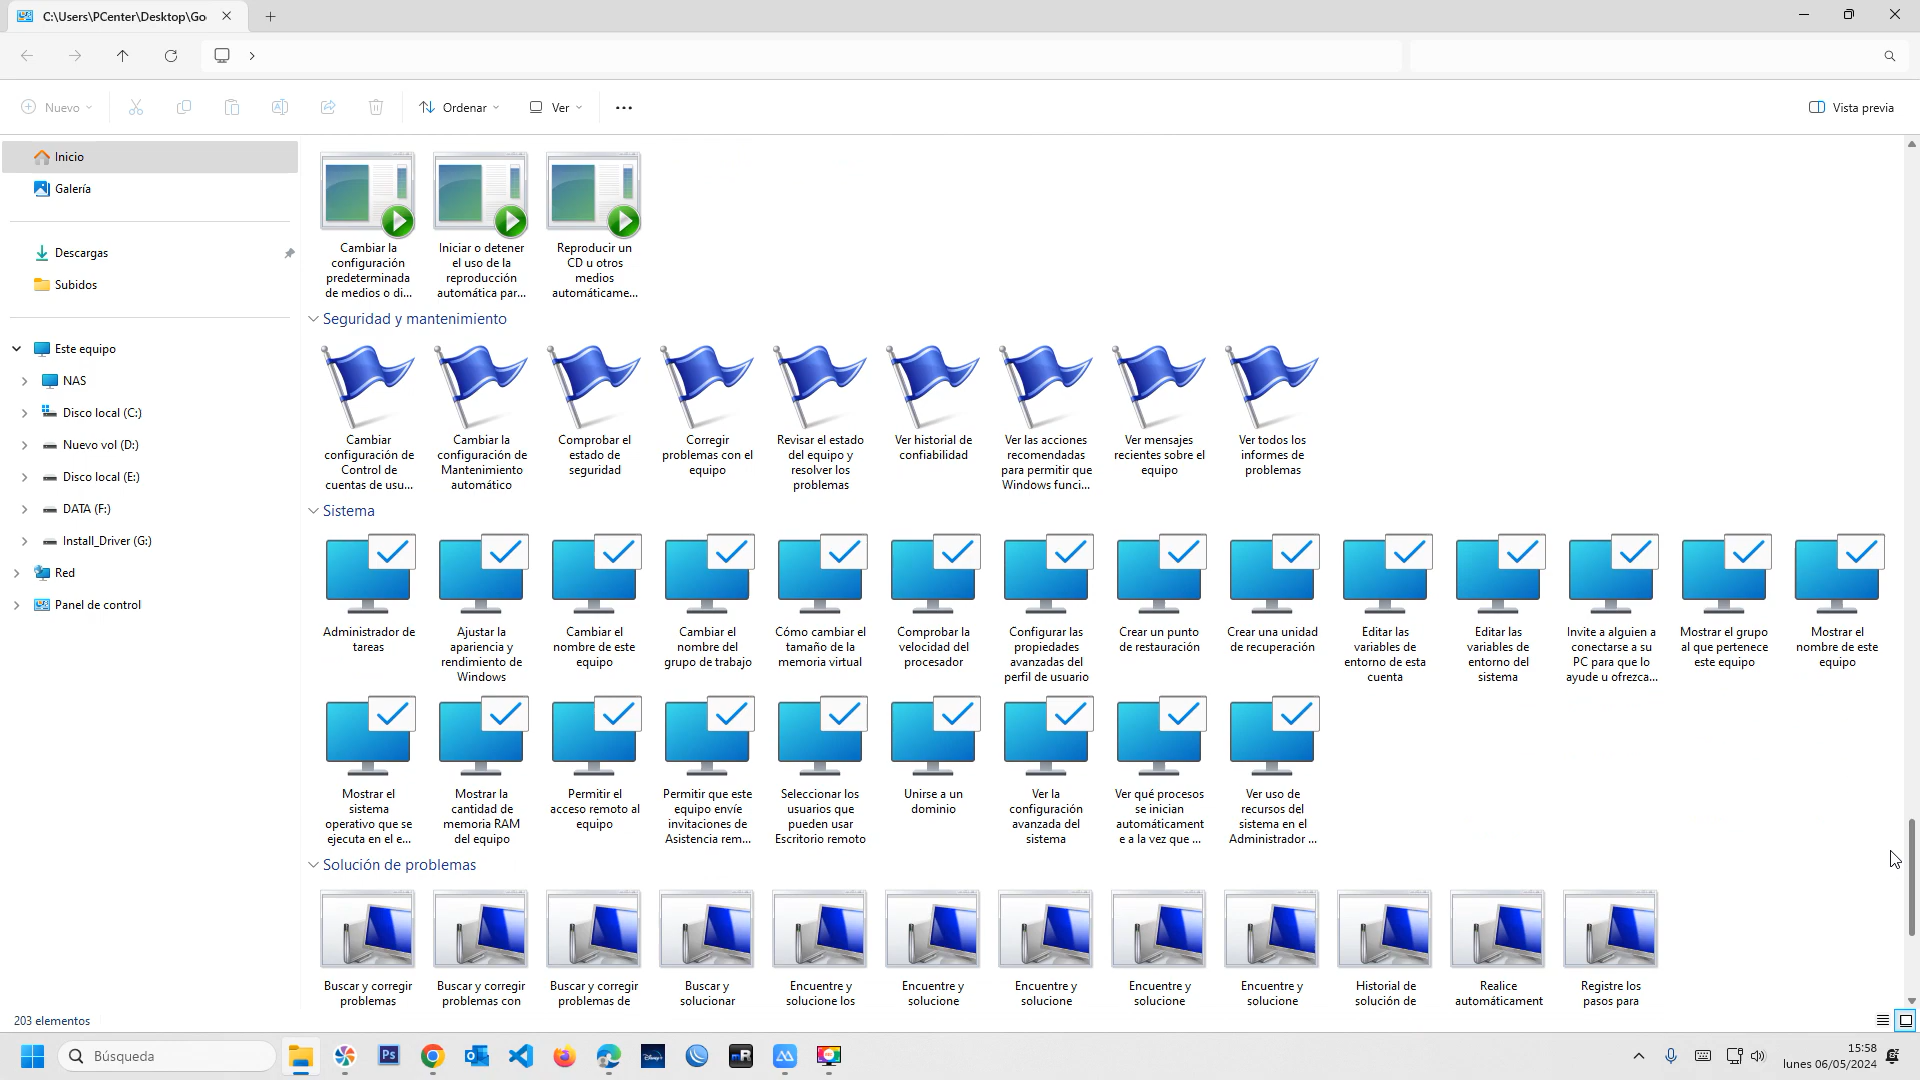 C:\Users\PCenter\Desktop\Go
Nuevo
Ordenar
Ver
Vista previa
Inicio
Galería
Descargas
Subidos
Este equipo
NAS
Disco local (C:)
Nuevo vol (D:)
Disco local (E:)
DATA (F:)
Install_Driver (G:)
Red
Panel de control
Cambiar la
configuración
predeterminada
de medios o di...
Iniciar o detener
el uso de la
reproducción
automática par...
Reproducir un
CD u otros
medios
automáticame...
Seguridad y mantenimiento
Cambiar
configuración de
Control de
cuentas de usu...
Cambiar la
configuración de
Mantenimiento
automático
Comprobar el
estado de
seguridad
Corregir
problemas con el
equipo
Revisar el estado
del equipo y
resolver los
problemas
Ver historial de
confiabilidad
Ver las acciones
recomendadas
para permitir que
Windows funci...
Ver mensajes
recientes sobre el
equipo
Ver todos los
informes de
problemas
Sistema
Administrador de
tareas
Ajustar la
apariencia y
rendimiento de
Windows
Cambiar el
nombre de este
equipo
Cambiar el
nombre del
grupo de trabajo
Cómo cambiar el
tamaño de la
memoria virtual
Comprobar la
velocidad del
procesador
Configurar las
propiedades
avanzadas del
perfil de usuario
Crear un punto
de restauración
Crear una unidad
de recuperación
Editar las
variables de
entorno de esta
cuenta
Editar las
variables de
entorno del
sistema
Invite a alguien a
conectarse a su
PC para que lo
ayude u ofrezca...
Mostrar el grupo
al que pertenece
este equipo
Mostrar el
nombre de este
equipo
Mostrar el
sistema
operativo que se
ejecuta en el e...
Mostrar la
cantidad de
memoria RAM
del equipo
Permitir el
acceso remoto al
equipo
Permitir que este
equipo envíe
invitaciones de
Asistencia rem...
Seleccionar los
usuarios que
pueden usar
Escritorio remoto
Unirse a un
dominio
Ver la
configuración
avanzada del
sistema
Ver qué procesos
se inician
automáticament
e a la vez que ...
Ver uso de
recursos del
sistema en el
Administrador ...
Solución de problemas
Buscar y corregir
problemas
Buscar y corregir
problemas con
Buscar y corregir
problemas de
Buscar y
solucionar
Encuentre y
solucione los
Encuentre y
solucione
Encuentre y
solucione
Encuentre y
solucione
Encuentre y
solucione
Historial de
solución de
Realice
automáticament
Registre los
pasos para
203 elementos
Búsqueda
Ps
Disney+
15:58
lunes 06/05/2024